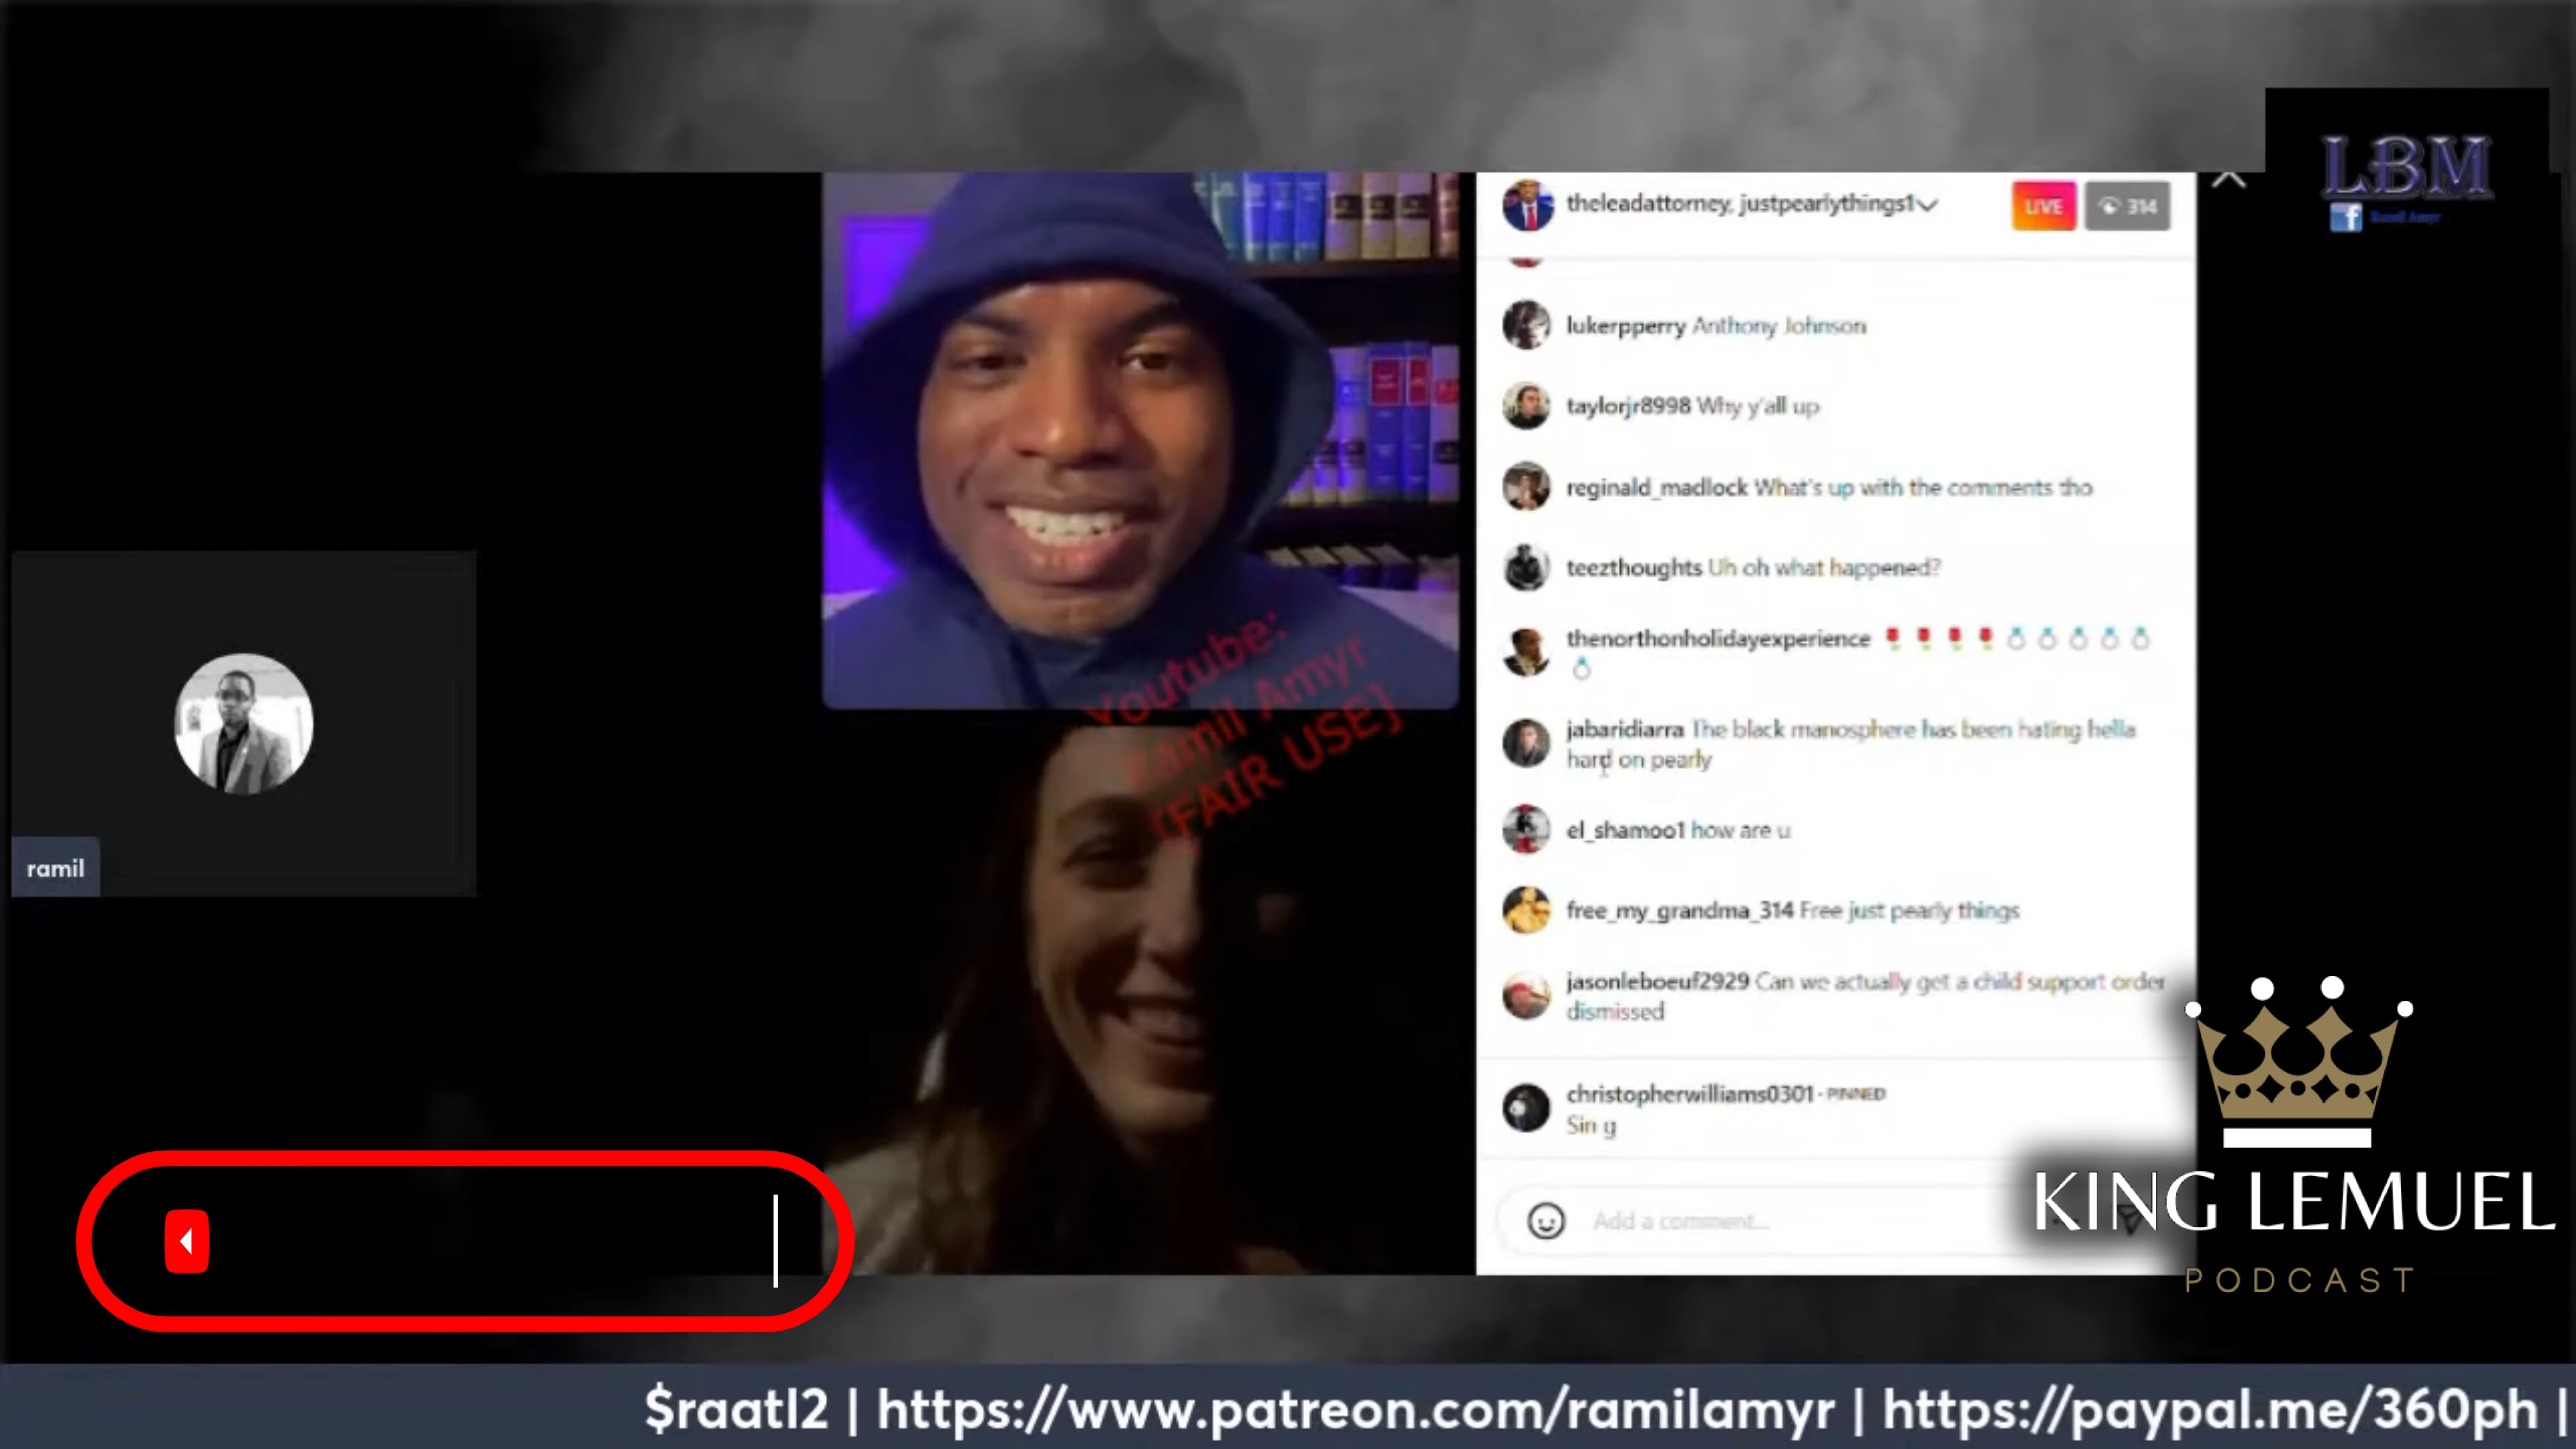 LBM
f Ramil Amyr
theleadattorney, justpearlythings1
LIVE
314
lukerpperry Anthony Johnson
taylorjr8998 Why y'all up
reginald_madlock What's up with the comments tho
teezthoughts Uh oh what happened?
thenorthonholidayexperience 🌹🌹🌹🌹💍💍💍💍💍
💍
jabaridiarra The black manosphere has been hating hella
hard on pearly
el_shamoo1 how are u
free_my_grandma_314 Free just pearly things
jasonleboeuf2929 Can we actually get a child support order
dismissed
christopherwilliams0301 · PINNED
Sin g
Add a comment...
Youtube:
Ramil Amyr
[FAIR USE]
ramil
KING LEMUEL
PODCAST
$raatl2 | https://www.patreon.com/ramilamyr | https://paypal.me/360ph |